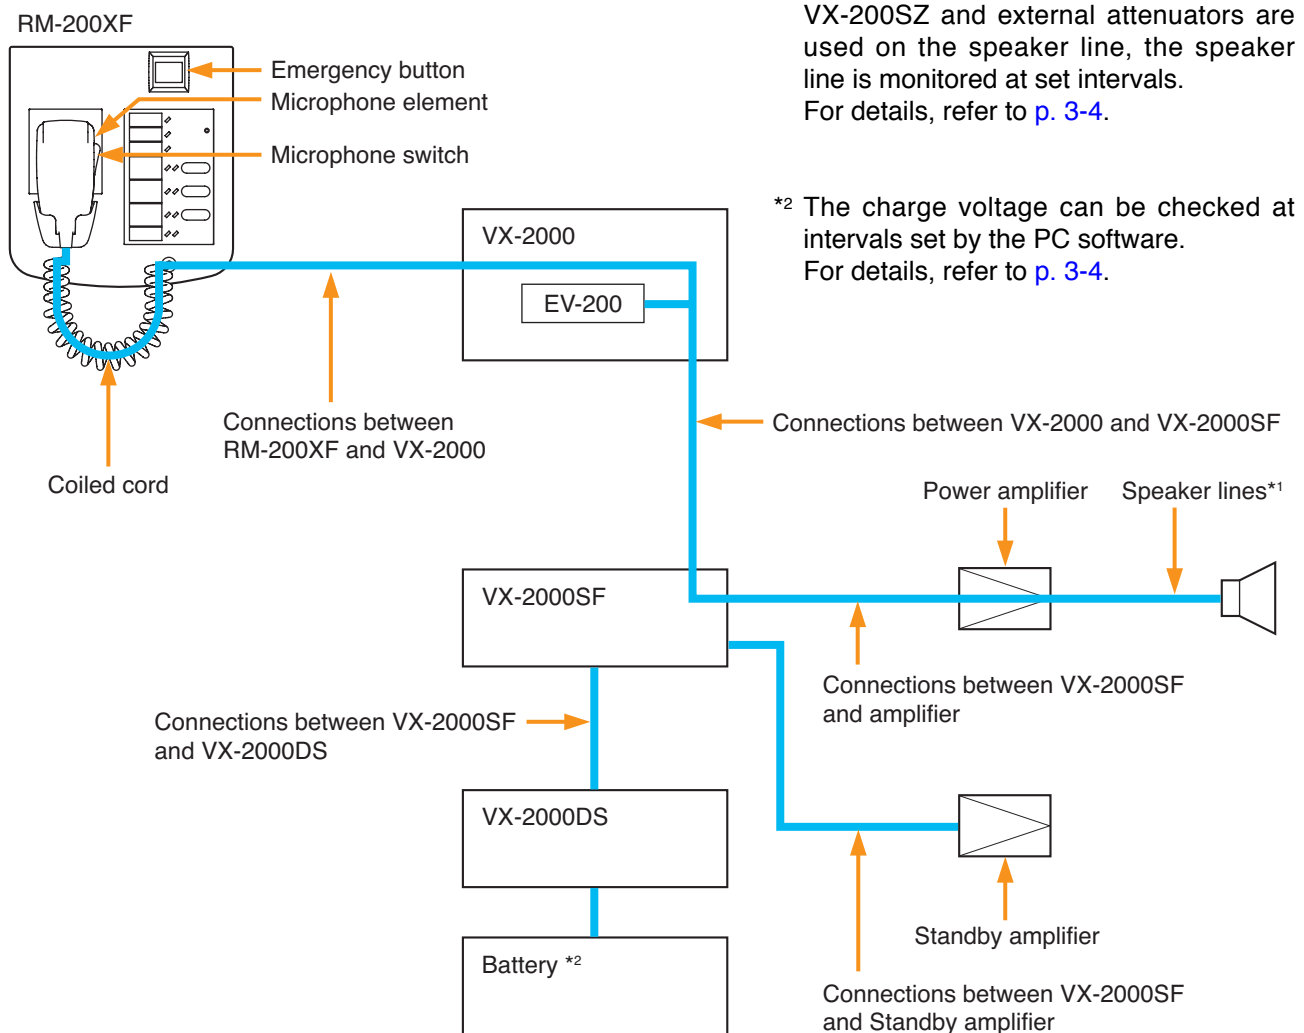 RM-200XF
Emergency button
Microphone element
Microphone switch
VX-200SZ and external attenuators are
used on the speaker line, the speaker
line is monitored at set intervals.
For details, refer to p. 3-4.
*2 The charge voltage can be checked at
intervals set by the PC software.
For details, refer to p. 3-4.
VX-2000
EV-200
Connections between
RM-200XF and VX-2000
Connections between VX-2000 and VX-2000SF
Coiled cord
Power amplifier
Speaker lines*1
VX-2000SF
Connections between VX-2000SF
and amplifier
Connections between VX-2000SF
and VX-2000DS
VX-2000DS
Standby amplifier
Battery *2
Connections between VX-2000SF
and Standby amplifier